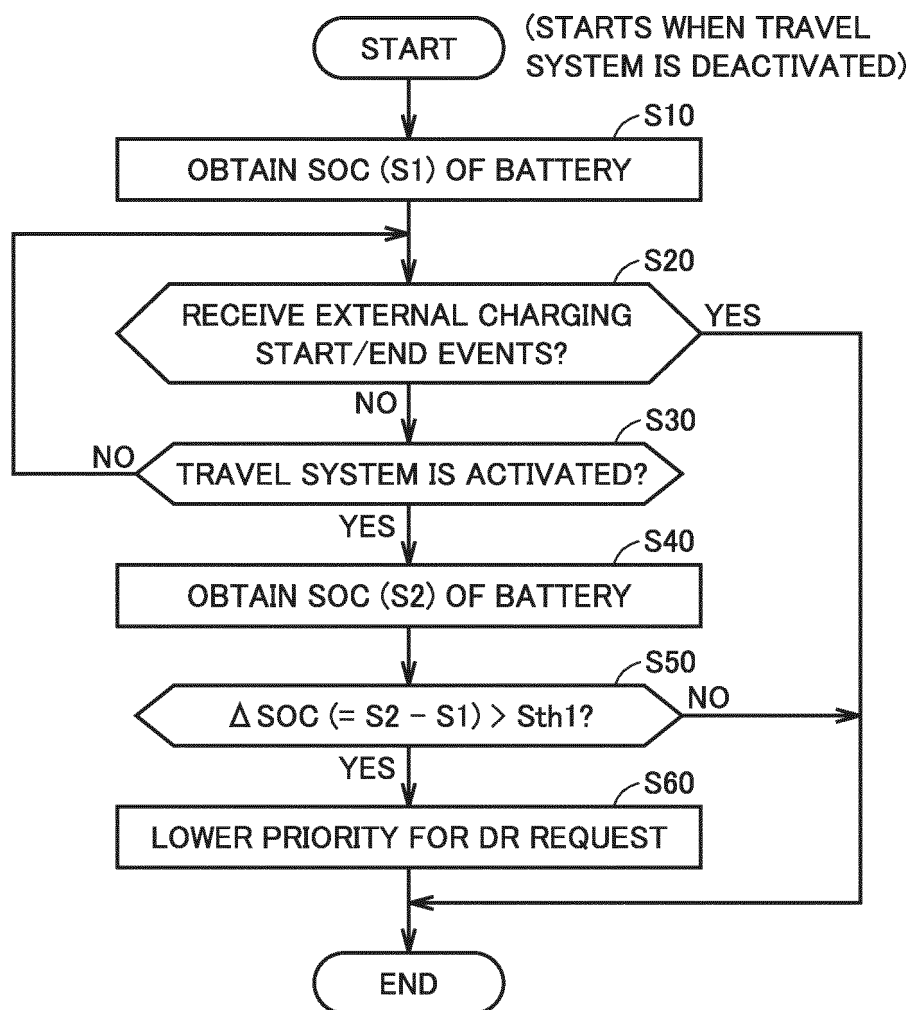 START
(STARTS WHEN TRAVEL
SYSTEM IS DEACTIVATED)
S10
OBTAIN SOC (S1) OF BATTERY
S20
RECEIVE EXTERNAL CHARGING
START/END EVENTS?
YES
NO
S30
NO
TRAVEL SYSTEM IS ACTIVATED?
YES
S40
OBTAIN SOC (S2) OF BATTERY
S50
Δ SOC (= S2 − S1) > Sth1?
NO
YES
S60
LOWER PRIORITY FOR DR REQUEST
END